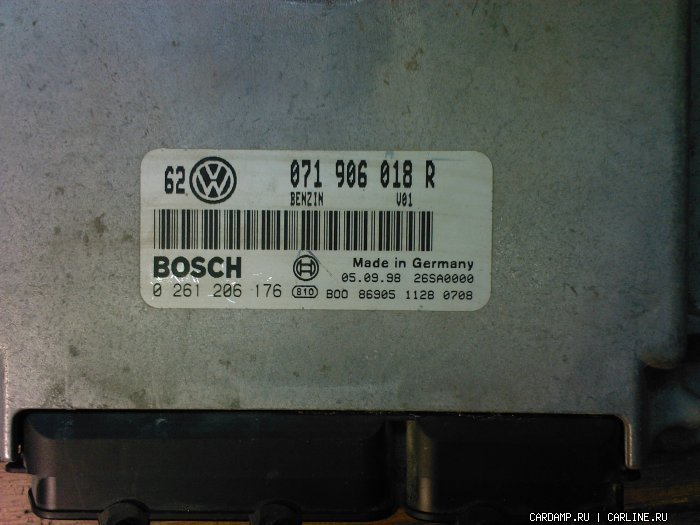 62 071 906 018 R
BENZIN V01
BOSCH Made in Germany
05.09.98 26SA0000
0 261 206 176 810 B00 86905 1128 0708
CARDAMP.RU | CARLINE.RU